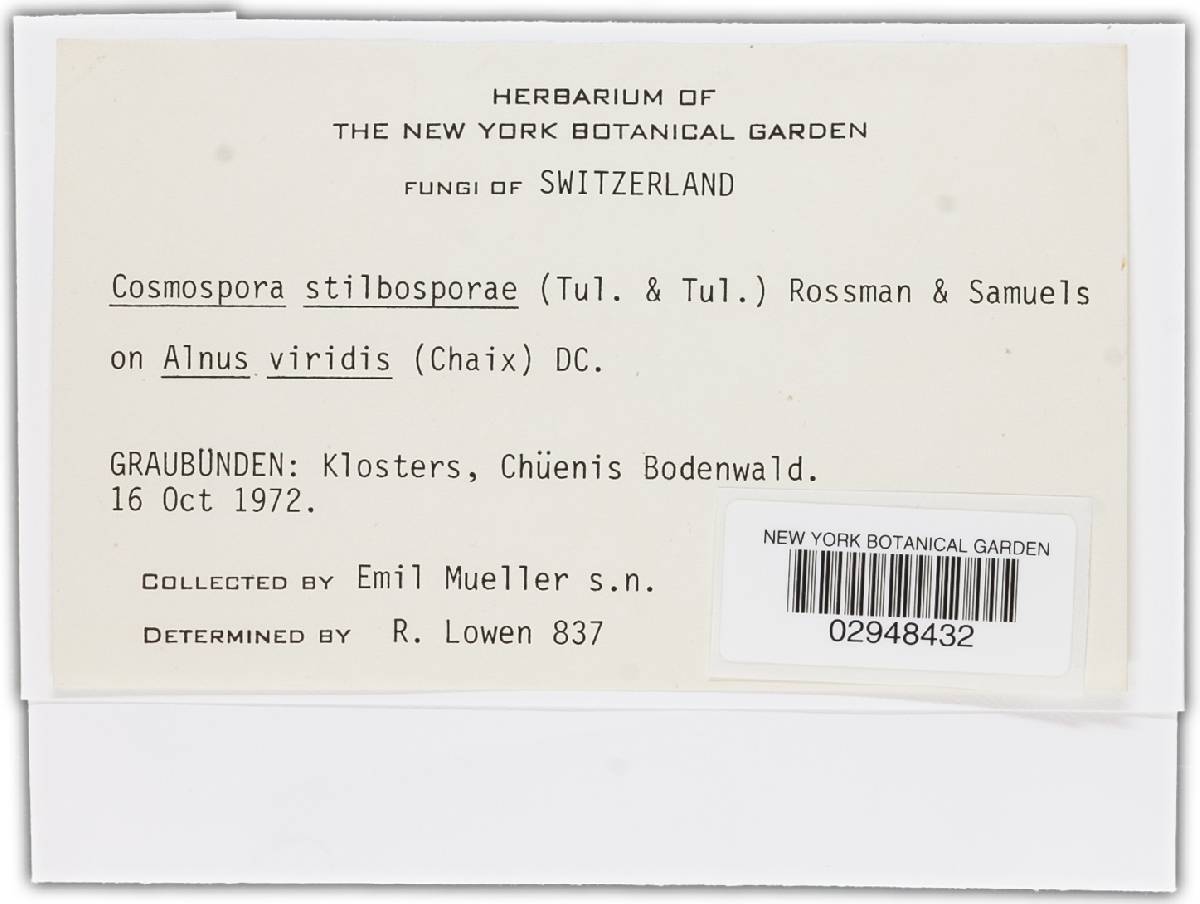 HERBARIUM OF
THE NEW YORK BOTANICAL GARDEN
FUNGI OF SWITZERLAND
Cosmospora stilbosporae (Tul. & Tul.) Rossman & Samuels
on Alnus viridis (Chaix) DC.
GRAUBÜNDEN: Klosters, Chüenis Bodenwald.
16 Oct 1972.
COLLECTED BY Emil Mueller s.n.
DETERMINED BY R. Lowen 837
NEW YORK BOTANICAL GARDEN
02948432